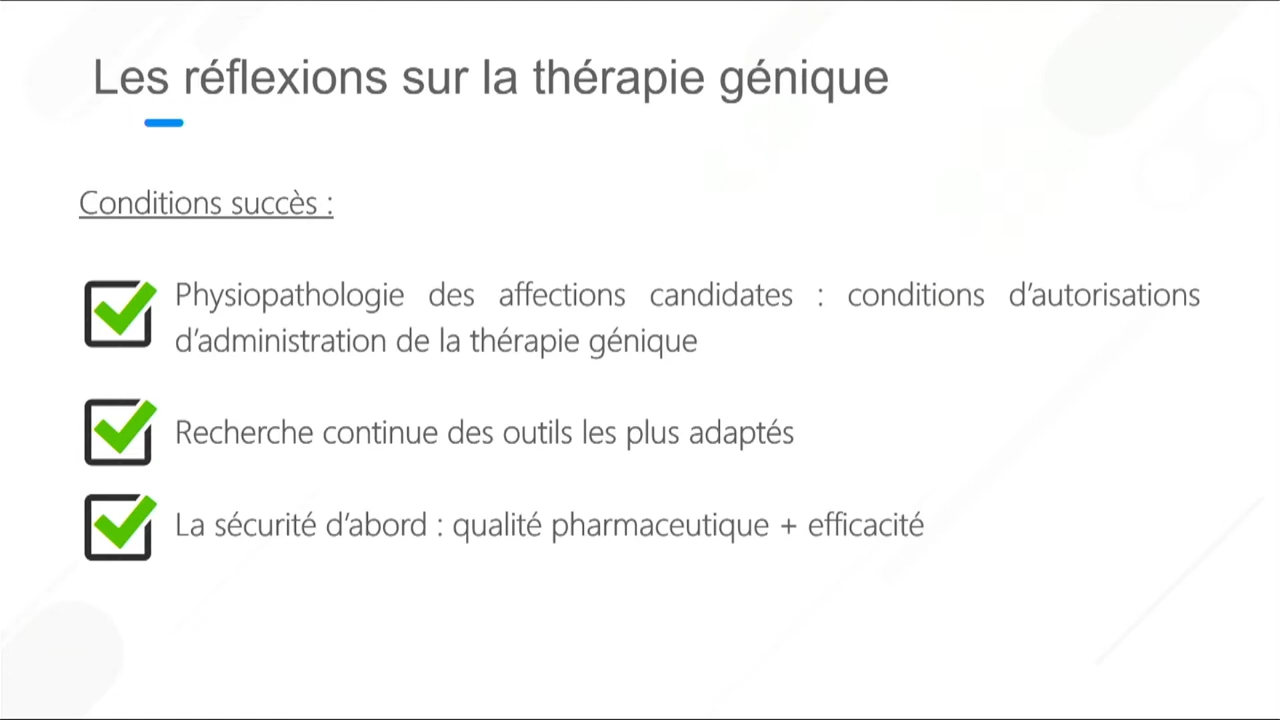 Les réflexions sur la thérapie génique
Conditions succès :
Physiopathologie des affections candidates : conditions d’autorisations
d’administration de la thérapie génique
Recherche continue des outils les plus adaptés
La sécurité d’abord : qualité pharmaceutique + efficacité